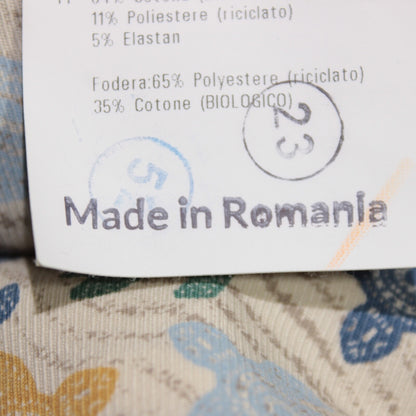 11% Poliestere (riciclato)
5% Elastan
Fodera:65% Polyestere (riciclato)
35% Cotone (BIOLOGICO)
23
Made in Romania